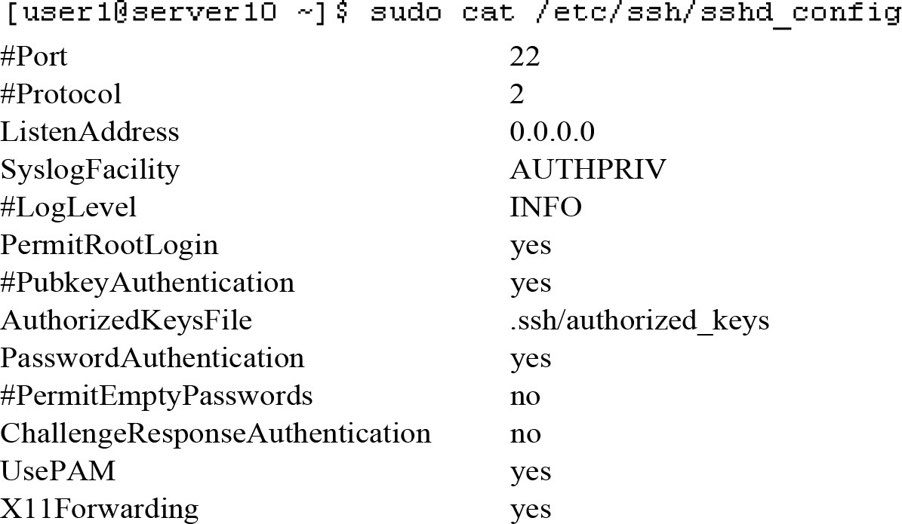 [user1@server10 ~]$ sudo cat /etc/ssh/sshd_config
#Port 22
#Protocol 2
ListenAddress 0.0.0.0
SyslogFacility AUTHPRIV
#LogLevel INFO
PermitRootLogin yes
#PubkeyAuthentication yes
AuthorizedKeysFile .ssh/authorized_keys
PasswordAuthentication yes
#PermitEmptyPasswords no
ChallengeResponseAuthentication no
UsePAM yes
X11Forwarding yes